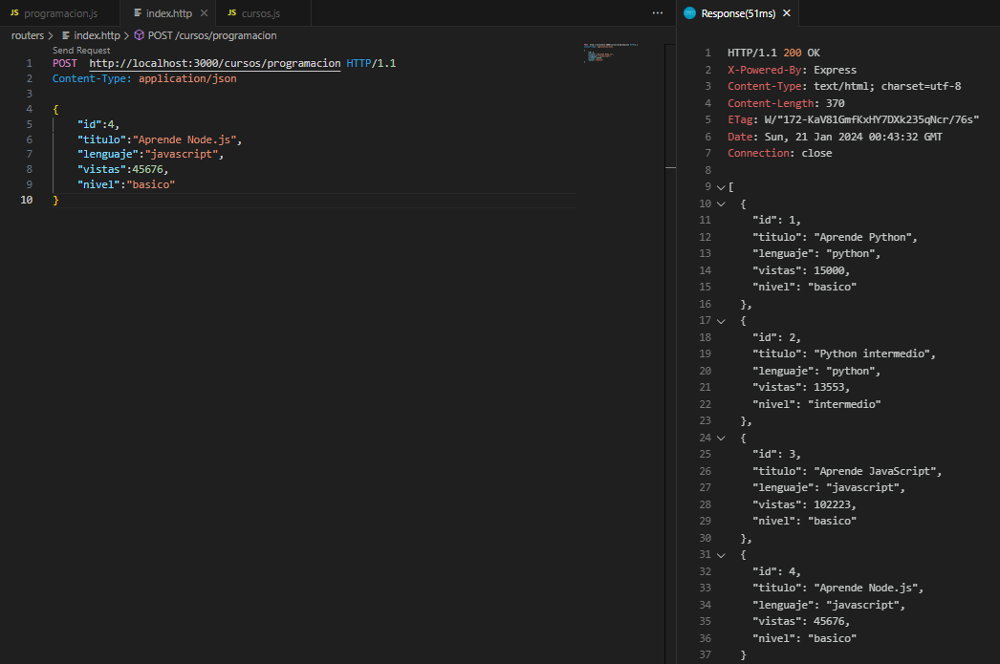 JS programacion.js
index.http
JS cursos.js
routers > index.http > POST /cursos/programacion
Send Request
1 POST http://localhost:3000/cursos/programacion HTTP/1.1
2 Content-Type: application/json
3
4 {
5 "id":4,
6 "titulo":"Aprende Node.js",
7 "lenguaje":"javascript",
8 "vistas":45676,
9 "nivel":"basico"
10 }
Response(51ms)
1 HTTP/1.1 200 OK
2 X-Powered-By: Express
3 Content-Type: text/html; charset=utf-8
4 Content-Length: 370
5 ETag: W/"172-KaV81GmfKxHY7DXk235qNcr/76s"
6 Date: Sun, 21 Jan 2024 00:43:32 GMT
7 Connection: close
8
9 [
10 {
11 "id": 1,
12 "titulo": "Aprende Python",
13 "lenguaje": "python",
14 "vistas": 15000,
15 "nivel": "basico"
16 },
17 {
18 "id": 2,
19 "titulo": "Python intermedio",
20 "lenguaje": "python",
21 "vistas": 13553,
22 "nivel": "intermedio"
23 },
24 {
25 "id": 3,
26 "titulo": "Aprende JavaScript",
27 "lenguaje": "javascript",
28 "vistas": 102223,
29 "nivel": "basico"
30 },
31 {
32 "id": 4,
33 "titulo": "Aprende Node.js",
34 "lenguaje": "javascript",
35 "vistas": 45676,
36 "nivel": "basico"
37 }